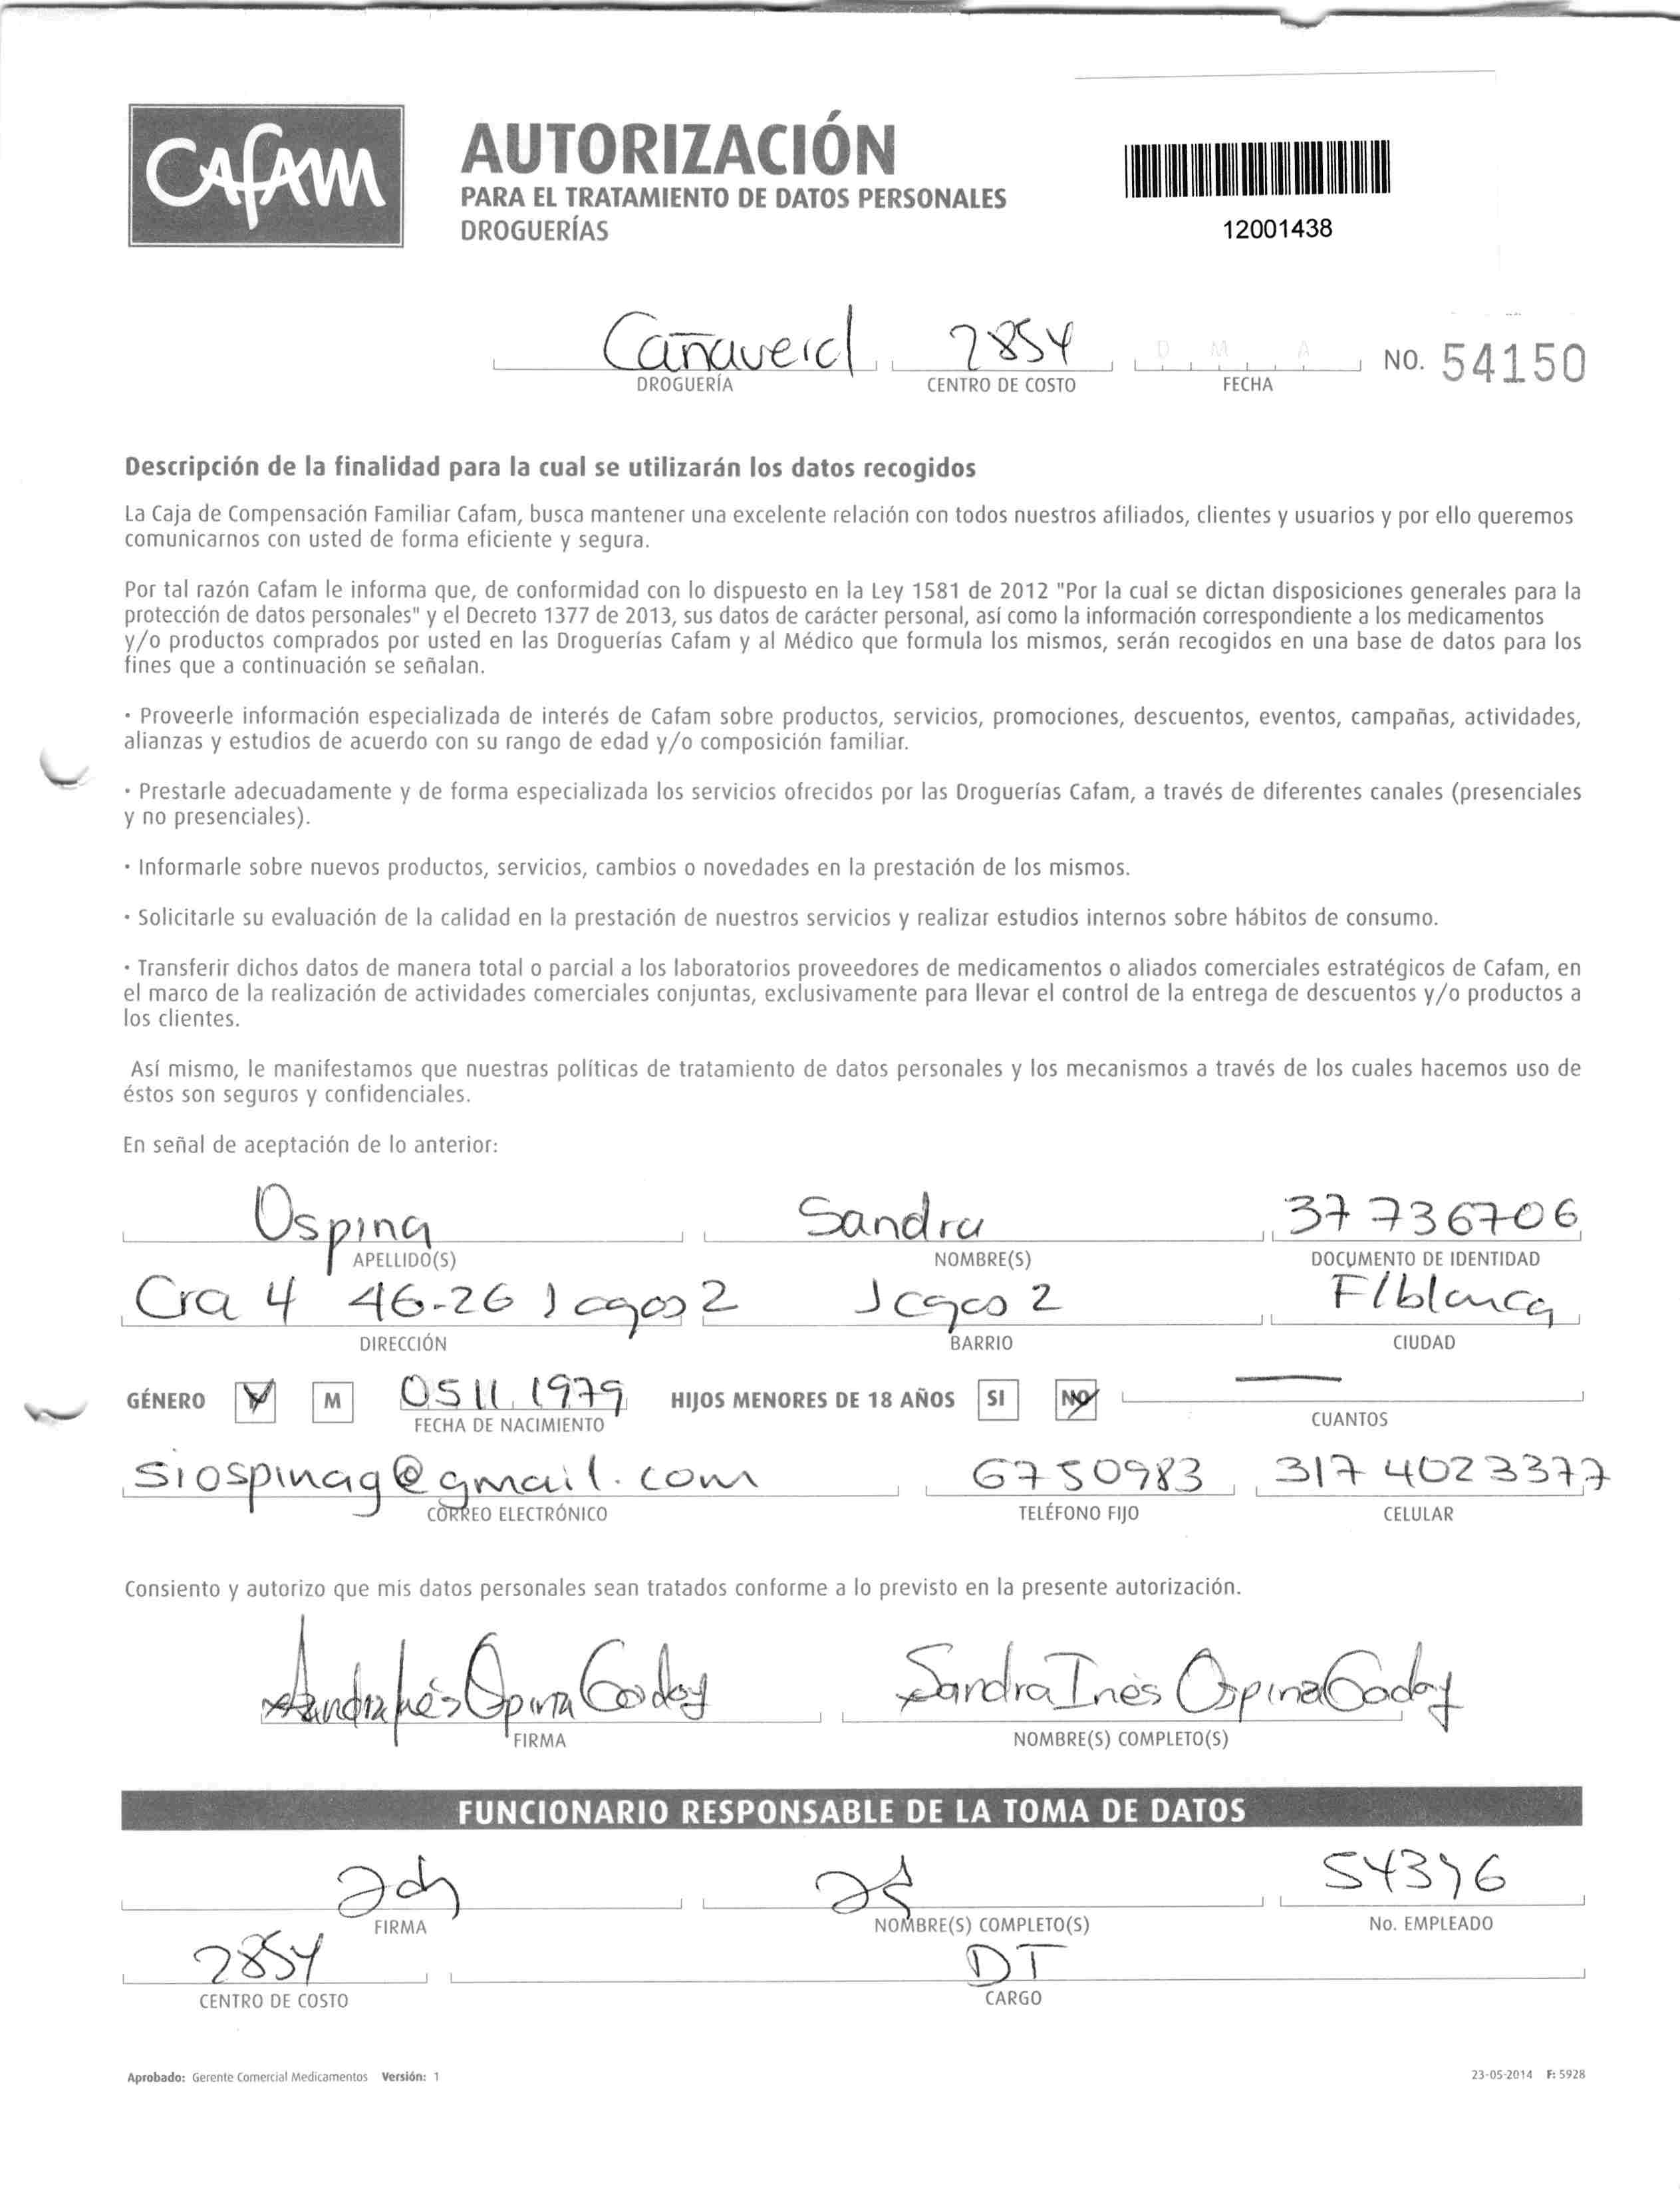 Cafam
AUTORIZACIÓN
PARA EL TRATAMIENTO DE DATOS PERSONALES
DROGUERÍAS
12001438
Cañaveral 2854 D M A NO. 54150
DROGUERÍA CENTRO DE COSTO FECHA
Descripción de la finalidad para la cual se utilizarán los datos recogidos
La Caja de Compensación Familiar Cafam, busca mantener una excelente relación con todos nuestros afiliados, clientes y usuarios y por ello queremos
comunicarnos con usted de forma eficiente y segura.
Por tal razón Cafam le informa que, de conformidad con lo dispuesto en la Ley 1581 de 2012 "Por la cual se dictan disposiciones generales para la
protección de datos personales" y el Decreto 1377 de 2013, sus datos de carácter personal, así como la información correspondiente a los medicamentos
y/o productos comprados por usted en las Droguerías Cafam y al Médico que formula los mismos, serán recogidos en una base de datos para los
fines que a continuación se señalan.
· Proveerle información especializada de interés de Cafam sobre productos, servicios, promociones, descuentos, eventos, campañas, actividades,
alianzas y estudios de acuerdo con su rango de edad y/o composición familiar.
· Prestarle adecuadamente y de forma especializada los servicios ofrecidos por las Droguerías Cafam, a través de diferentes canales (presenciales
y no presenciales).
· Informarle sobre nuevos productos, servicios, cambios o novedades en la prestación de los mismos.
· Solicitarle su evaluación de la calidad en la prestación de nuestros servicios y realizar estudios internos sobre hábitos de consumo.
· Transferir dichos datos de manera total o parcial a los laboratorios proveedores de medicamentos o aliados comerciales estratégicos de Cafam, en
el marco de la realización de actividades comerciales conjuntas, exclusivamente para llevar el control de la entrega de descuentos y/o productos a
los clientes.
Así mismo, le manifestamos que nuestras políticas de tratamiento de datos personales y los mecanismos a través de los cuales hacemos uso de
éstos son seguros y confidenciales.
En señal de aceptación de lo anterior:
Ospina Sandra 37 736706
APELLIDO(S) NOMBRE(S) DOCUMENTO DE IDENTIDAD
Cra 4 46-26 lagos 2 lagos 2 F/blanca
DIRECCIÓN BARRIO CIUDAD
GÉNERO M 05 11 1979 HIJOS MENORES DE 18 AÑOS SI NO —
FECHA DE NACIMIENTO CUANTOS
siospinag@gmail.com 6750983 317 4023377
CORREO ELECTRÓNICO TELÉFONO FIJO CELULAR
Consiento y autorizo que mis datos personales sean tratados conforme a lo previsto en la presente autorización.
Sandra Inés Ospina Godoy Sandra Inés Ospina Godoy
FIRMA NOMBRE(S) COMPLETO(S)
FUNCIONARIO RESPONSABLE DE LA TOMA DE DATOS
54396
FIRMA NOMBRE(S) COMPLETO(S) No. EMPLEADO
2854 DT
CENTRO DE COSTO CARGO
Aprobado: Gerente Comercial Medicamentos Versión: 1 23-05-2014 F: 5928